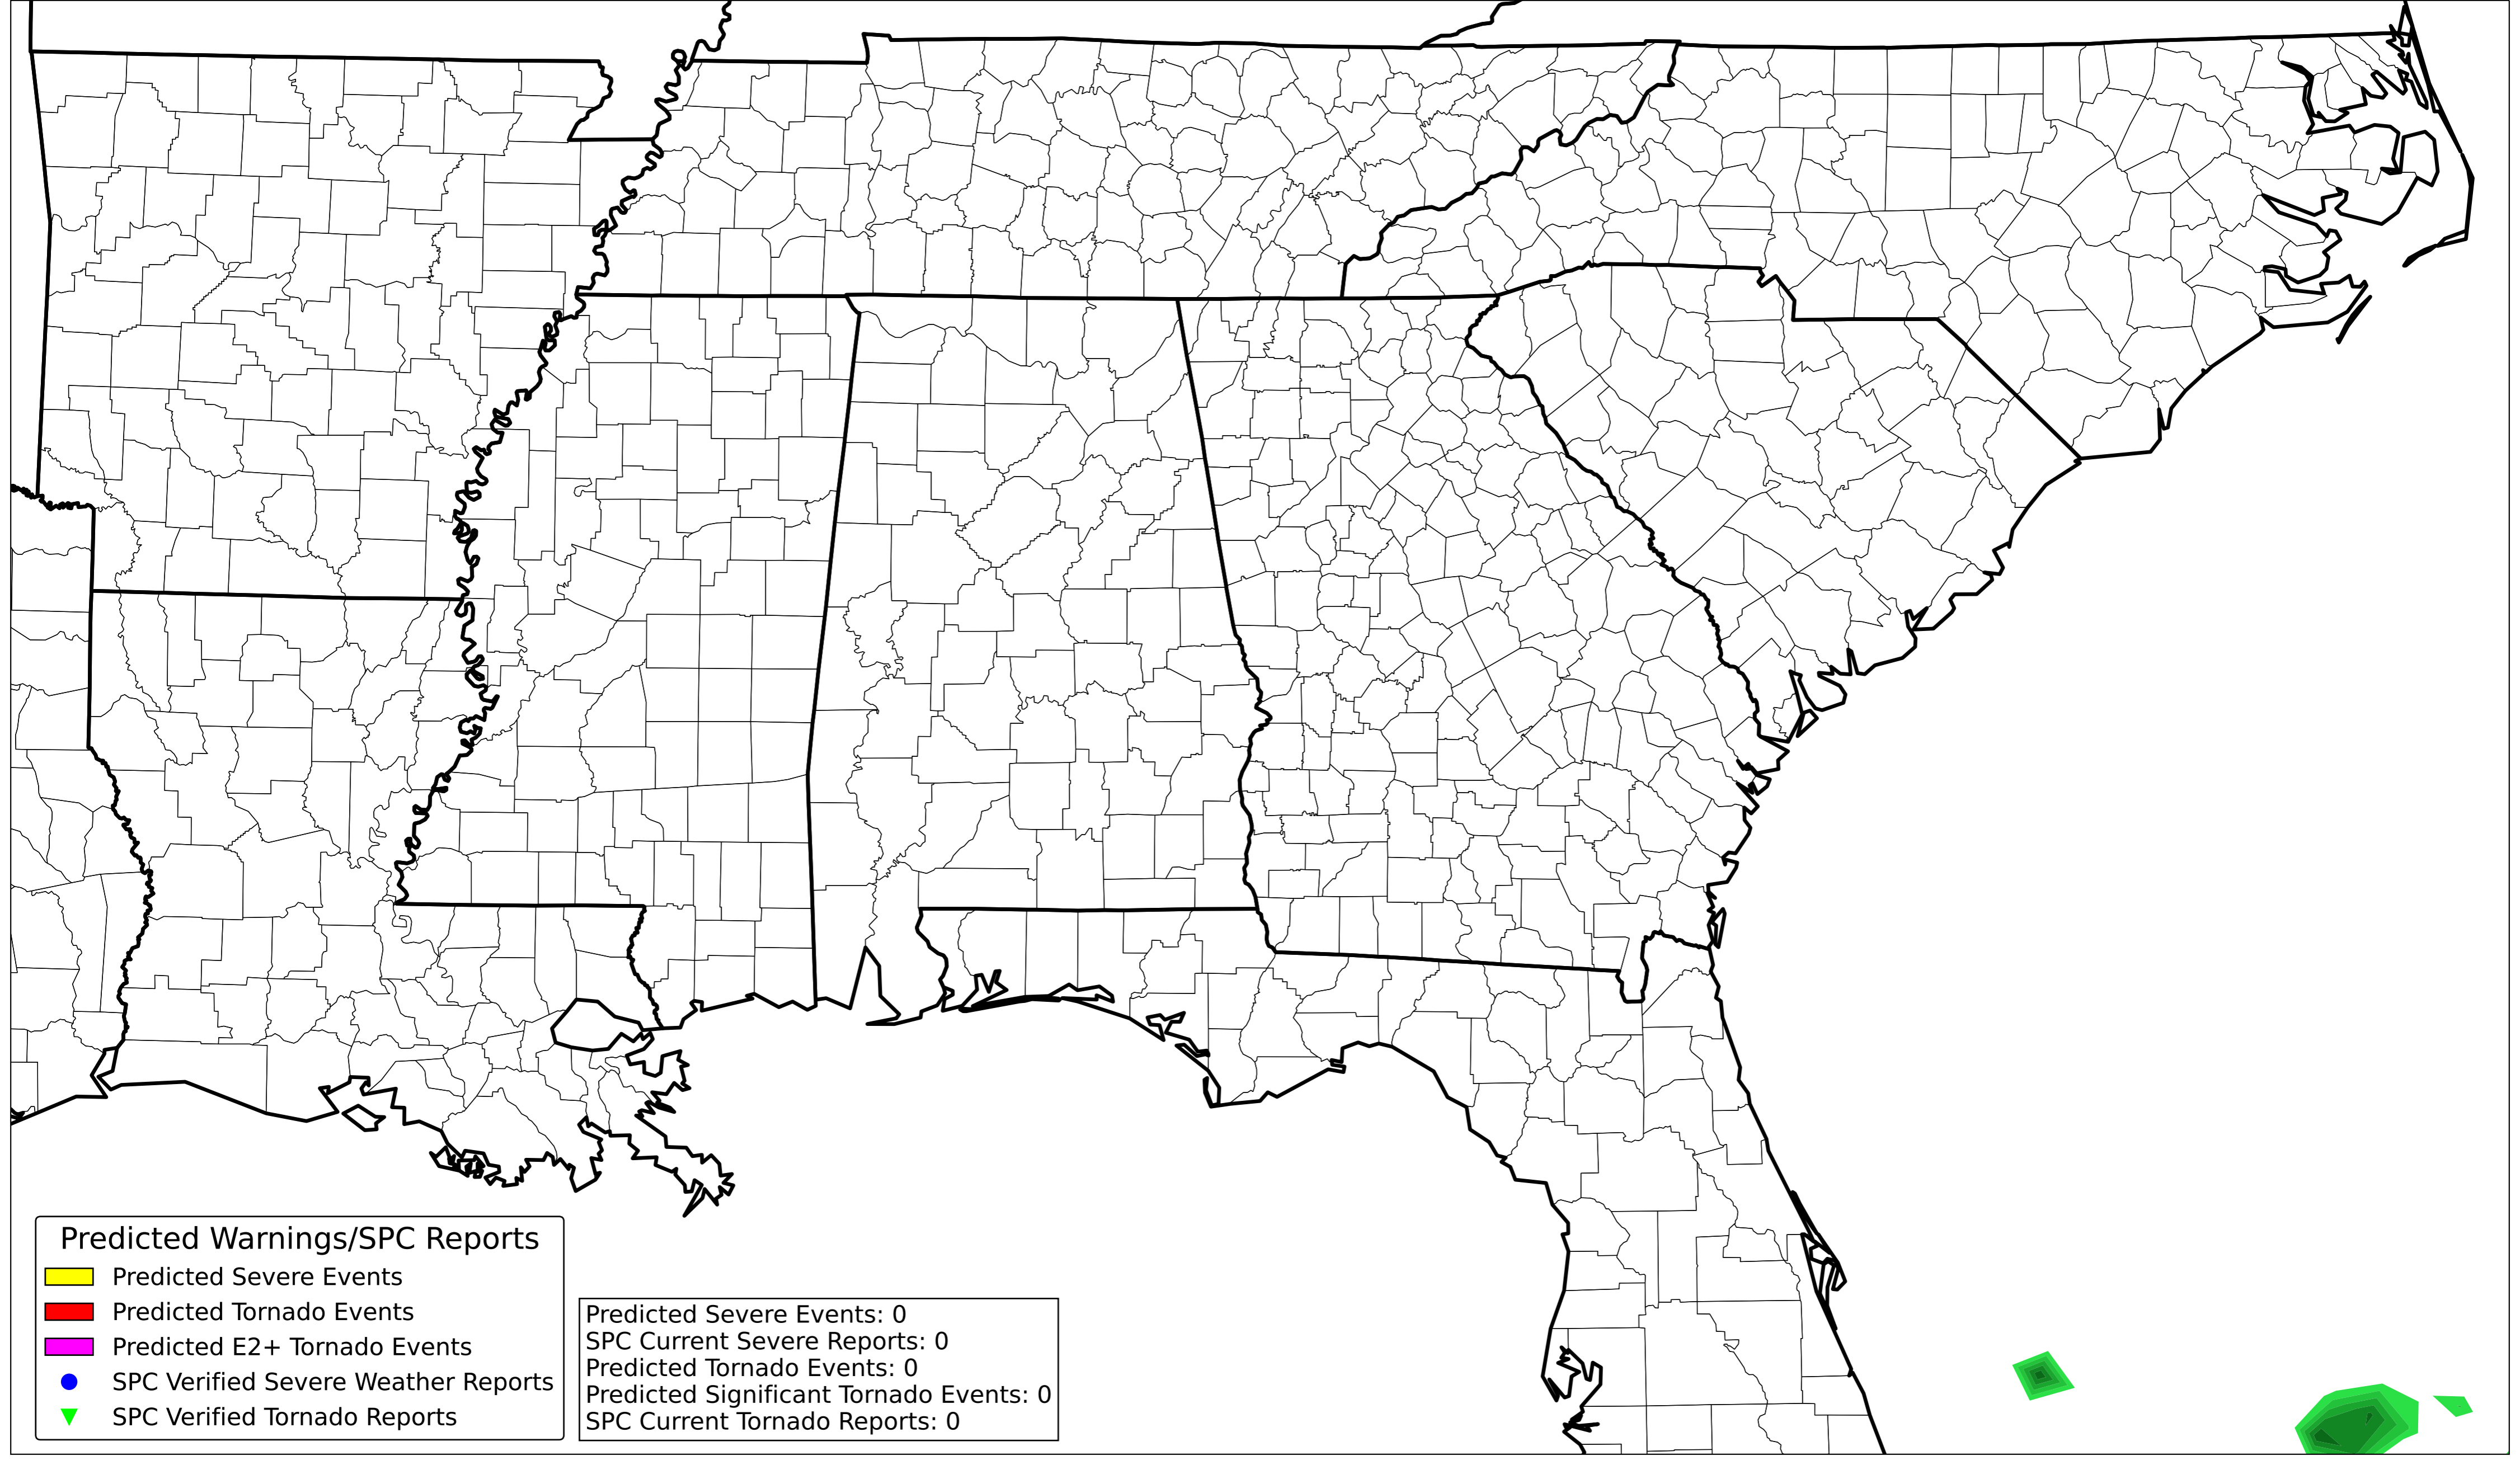 Predicted Warnings/SPC Reports
Predicted Severe Events
Predicted Tornado Events
Predicted E2+ Tornado Events
SPC Verified Severe Weather Reports
SPC Verified Tornado Reports
Predicted Severe Events: 0
SPC Current Severe Reports: 0
Predicted Tornado Events: 0
Predicted Significant Tornado Events: 0
SPC Current Tornado Reports: 0